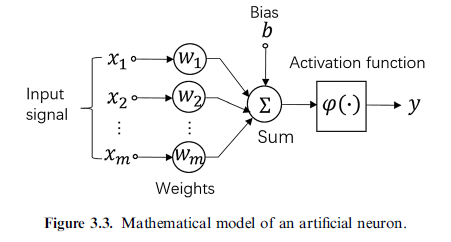 Bias
b
Activation function
Input
signal
x₁
w₁
x₂
w₂
⋮
⋮
xₘ
wₘ
Σ
φ(·)
y
Sum
Weights
Figure 3.3. Mathematical model of an artificial neuron.